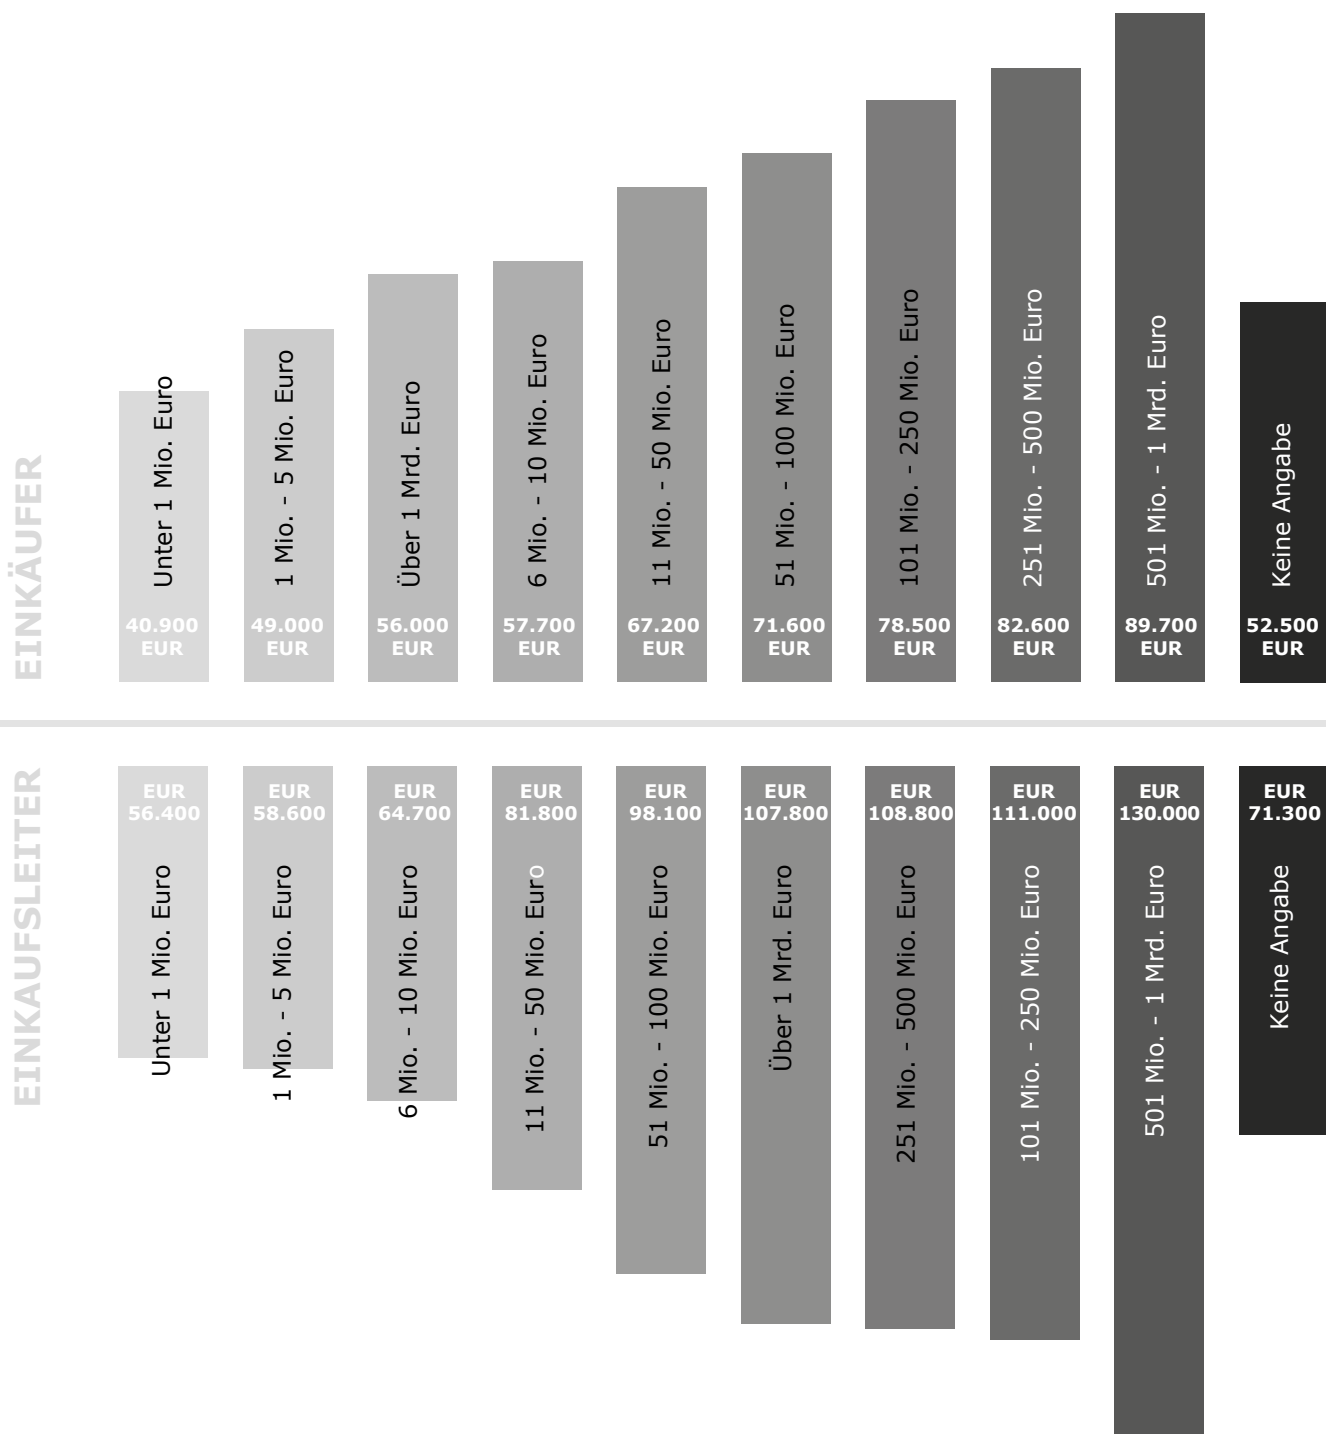 EINKÄUFER
Unter 1 Mio. Euro
40.900
EUR
1 Mio. - 5 Mio. Euro
49.000
EUR
Über 1 Mrd. Euro
56.000
EUR
6 Mio. - 10 Mio. Euro
57.700
EUR
11 Mio. - 50 Mio. Euro
67.200
EUR
51 Mio. - 100 Mio. Euro
71.600
EUR
101 Mio. - 250 Mio. Euro
78.500
EUR
251 Mio. - 500 Mio. Euro
82.600
EUR
501 Mio. - 1 Mrd. Euro
89.700
EUR
Keine Angabe
52.500
EUR
EINKAUFSLEITER
EUR
56.400
Unter 1 Mio. Euro
EUR
58.600
1 Mio. - 5 Mio. Euro
EUR
64.700
6 Mio. - 10 Mio. Euro
EUR
81.800
11 Mio. - 50 Mio. Euro
EUR
98.100
51 Mio. - 100 Mio. Euro
EUR
107.800
Über 1 Mrd. Euro
EUR
108.800
251 Mio. - 500 Mio. Euro
EUR
111.000
101 Mio. - 250 Mio. Euro
EUR
130.000
501 Mio. - 1 Mrd. Euro
EUR
71.300
Keine Angabe